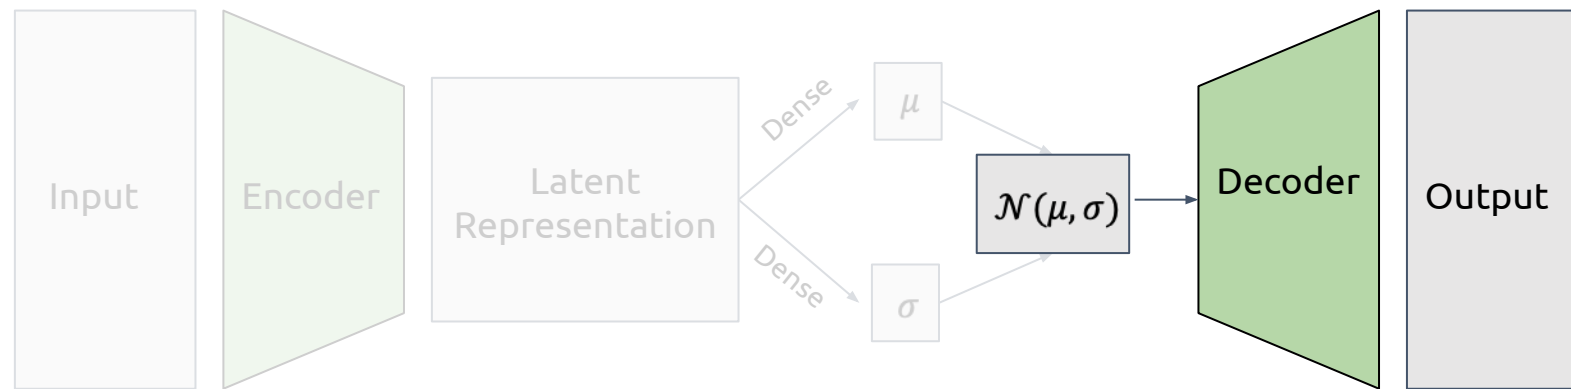 Input
Encoder
Latent
Representation
Dense
Dense
μ
σ
𝒩(μ, σ)
Decoder
Output